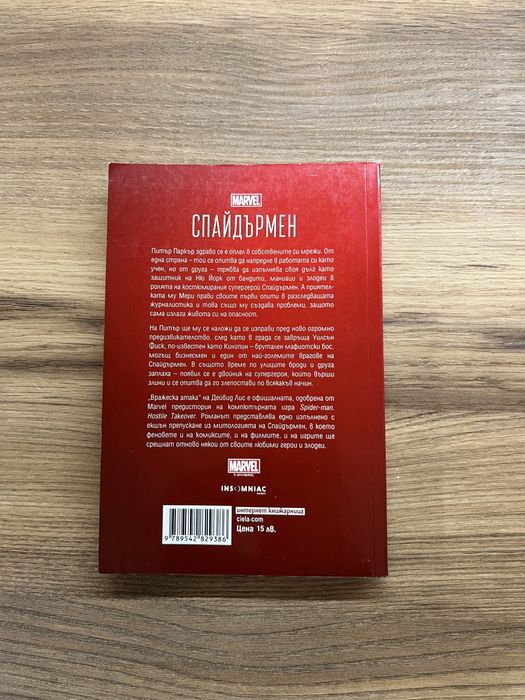 MARVEL
СПАЙДЪРМЕН
Питър Паркър здраво се е оплел в собствените си мрежи. От
една страна – той се опитва да напредне в работата си като
учен, но от друга – трябва да изпълнява своя дълг като
защитник на Ню Йорк от бандити, маниаци и злодеи в
ролята на костюмирания супергерой Спайдърмен. А приятел-
ката му Мери прави своите първи опити в разследващата
журналистика и това също му създава проблеми, защото
сама излага живота си на опасност.
На Питър ще му се наложи да се изправи пред ново огромно
предизвикателство, след като в града се завръща Уилсън
Фиск, по-известен като Кингпин – брутален мафиотски бос,
могъщ бизнесмен и един от най-големите врагове на
Спайдърмен. В същото време по улиците броди и друга
заплаха – появил се е двойник на супергероя, който върши
злини и се опитва да го злепостави по всякакъв начин.
„Вражеска атака" на Дейвид Лис е официалната, одобрена от
Marvel предистория на компютърната игра Spider-man.
Hostile Takeover. Романът представлява едно изпълнено с
екшън препускане из митологията на Спайдърмен, в което
феновете и на комиксите, и на филмите, и на игрите ще
срещнат отново някои от своите любими герои и злодеи.
MARVEL
© 2019 MARVEL
INSOMNIAC
GAMES
интернет книжарница
ciela.com
Цена 15 лв.
9 789542 829386